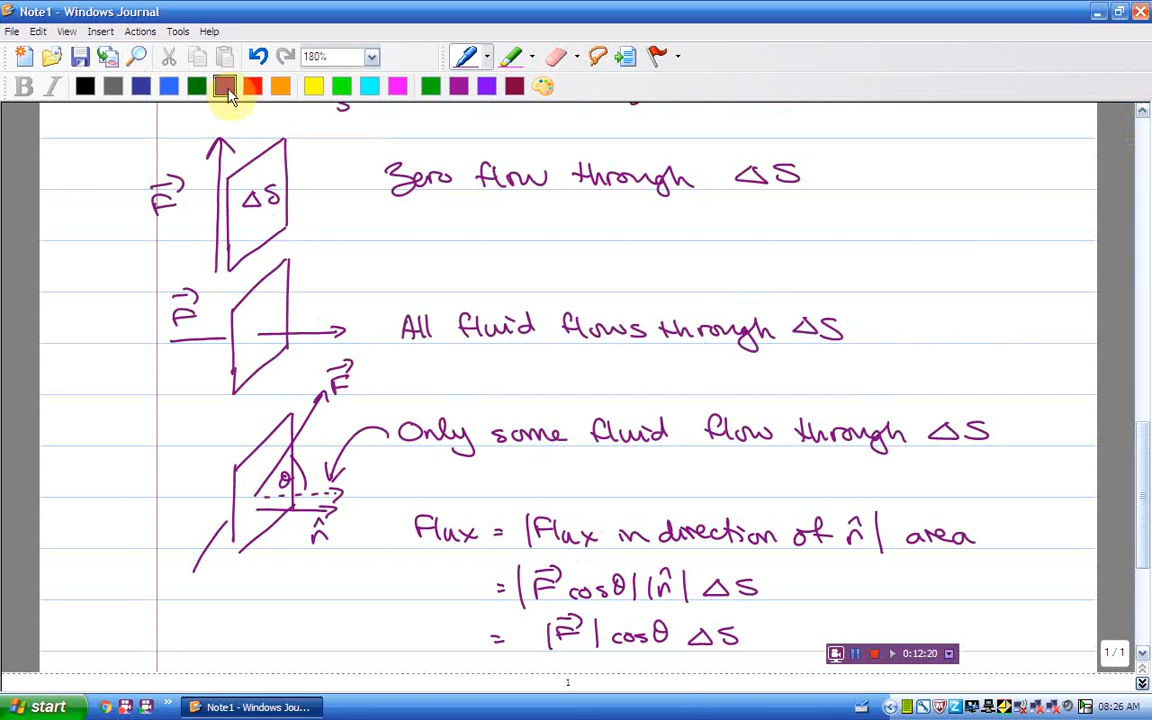 Note1 - Windows Journal
File Edit View Insert Actions Tools Help
180%
B I
F⃗ ΔS Zero flow through ΔS
F⃗ All fluid flows through ΔS
F⃗
θ Only some fluid flow through ΔS
n̂
Flux = |Flux in direction of n̂| area
= |F⃗ cosθ| |n̂| ΔS
= |F⃗| cosθ ΔS
0:12:20
1 / 1
1
start Note1 - Windows Jou... 08:26 AM